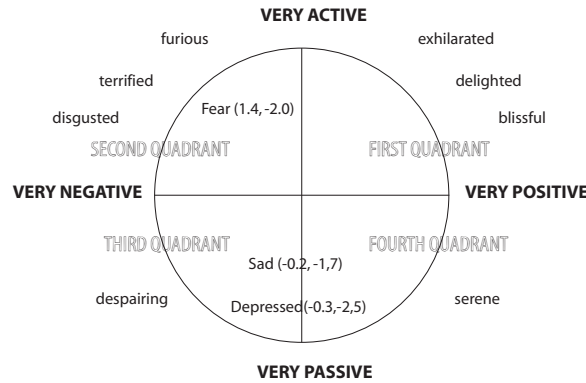 VERY ACTIVE
furious
exhilarated
terrified
delighted
disgusted
Fear (1.4,-2.0)
blissful
SECOND QUADRANT
FIRST QUADRANT
VERY NEGATIVE
VERY POSITIVE
THIRD QUADRANT
FOURTH QUADRANT
Sad (-0.2, -1,7)
despairing
Depressed(-0.3,-2,5)
serene
VERY PASSIVE